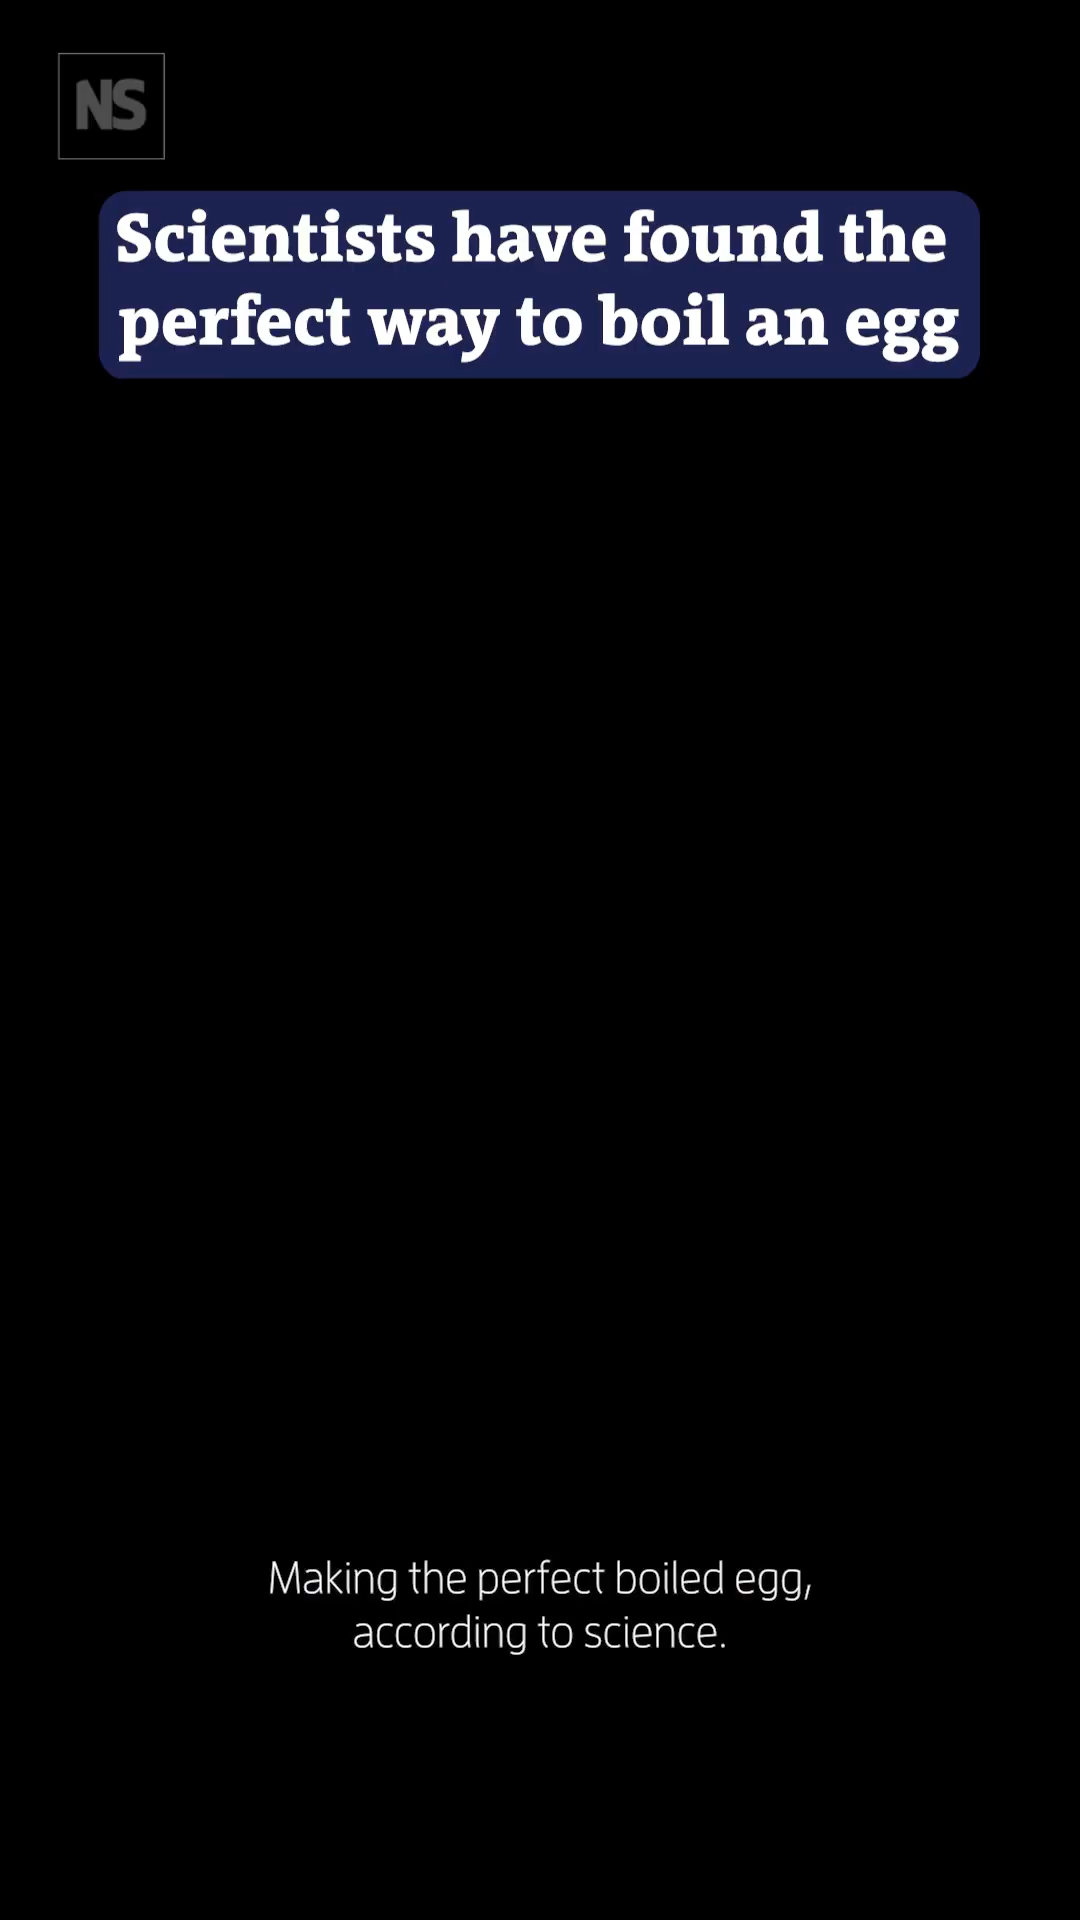 NS
Scientists have found the
perfect way to boil an egg
Making the perfect boiled egg,
according to science.